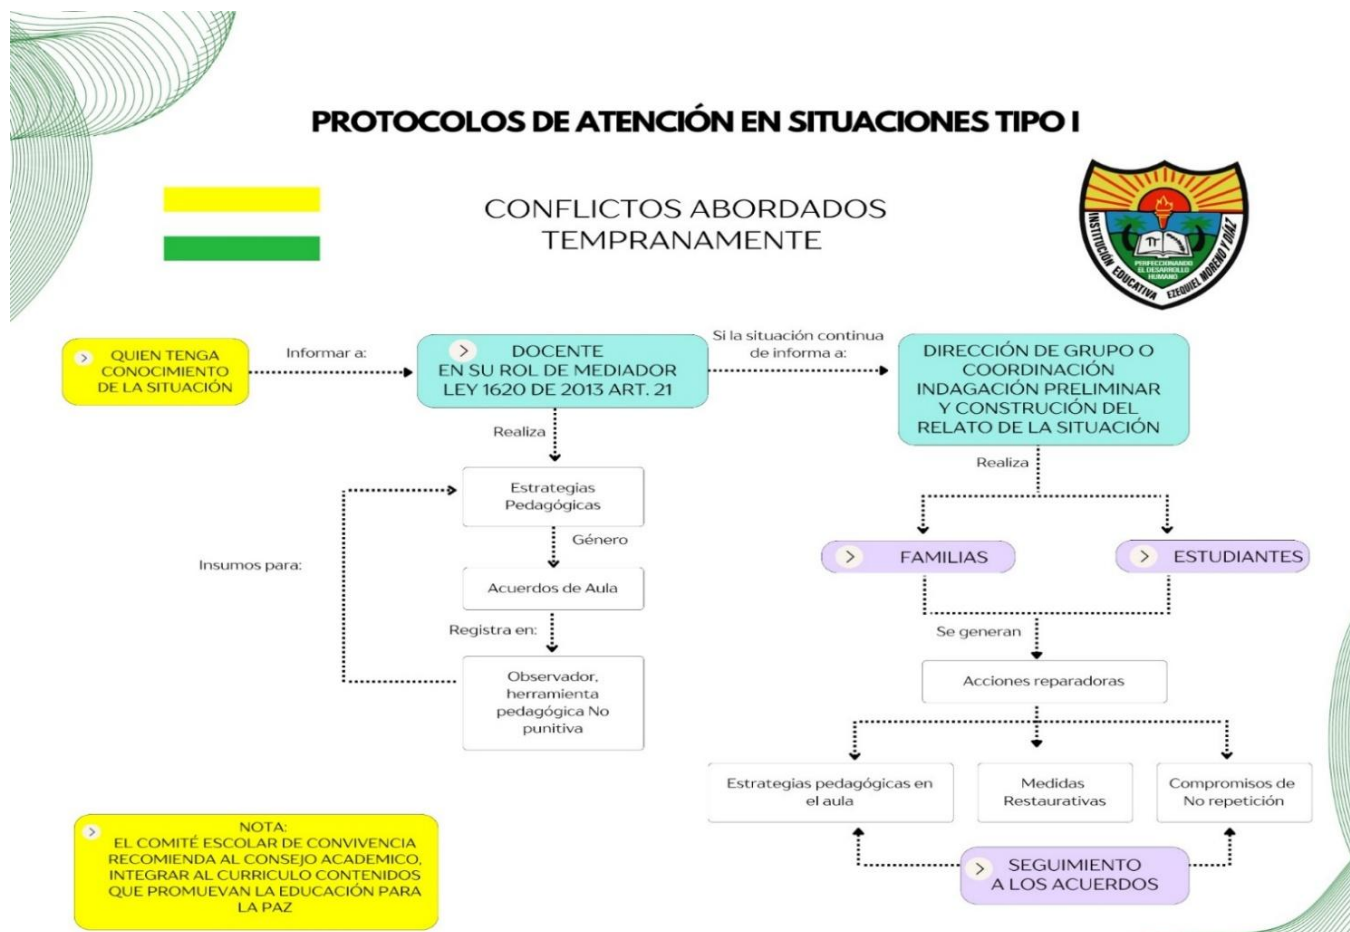 PROTOCOLOS DE ATENCIÓN EN SITUACIONES TIPO I
CONFLICTOS ABORDADOS
TEMPRANAMENTE
INSTITUCIÓN EDUCATIVA EZEQUIEL MORENO Y DÍAZ
PERFECCIONANDO
EL DESARROLLO
HUMANO
QUIEN TENGA
CONOCIMIENTO
DE LA SITUACIÓN
Informar a:
DOCENTE
EN SU ROL DE MEDIADOR
LEY 1620 DE 2013 ART. 21
Si la situación continua
de informa a:
DIRECCIÓN DE GRUPO O
COORDINACIÓN
INDAGACIÓN PRELIMINAR
Y CONSTRUCIÓN DEL
RELATO DE LA SITUACIÓN
Realiza
Estrategias
Pedagógicas
Género
Acuerdos de Aula
Registra en:
Observador,
herramienta
pedagógica No
punitiva
Insumos para:
Realiza
FAMILIAS
ESTUDIANTES
Se generan
Acciones reparadoras
Estrategias pedagógicas en
el aula
Medidas
Restaurativas
Compromisos de
No repetición
SEGUIMIENTO
A LOS ACUERDOS
NOTA:
EL COMITÉ ESCOLAR DE CONVIVENCIA
RECOMIENDA AL CONSEJO ACADEMICO,
INTEGRAR AL CURRICULO CONTENIDOS
QUE PROMUEVAN LA EDUCACIÓN PARA
LA PAZ